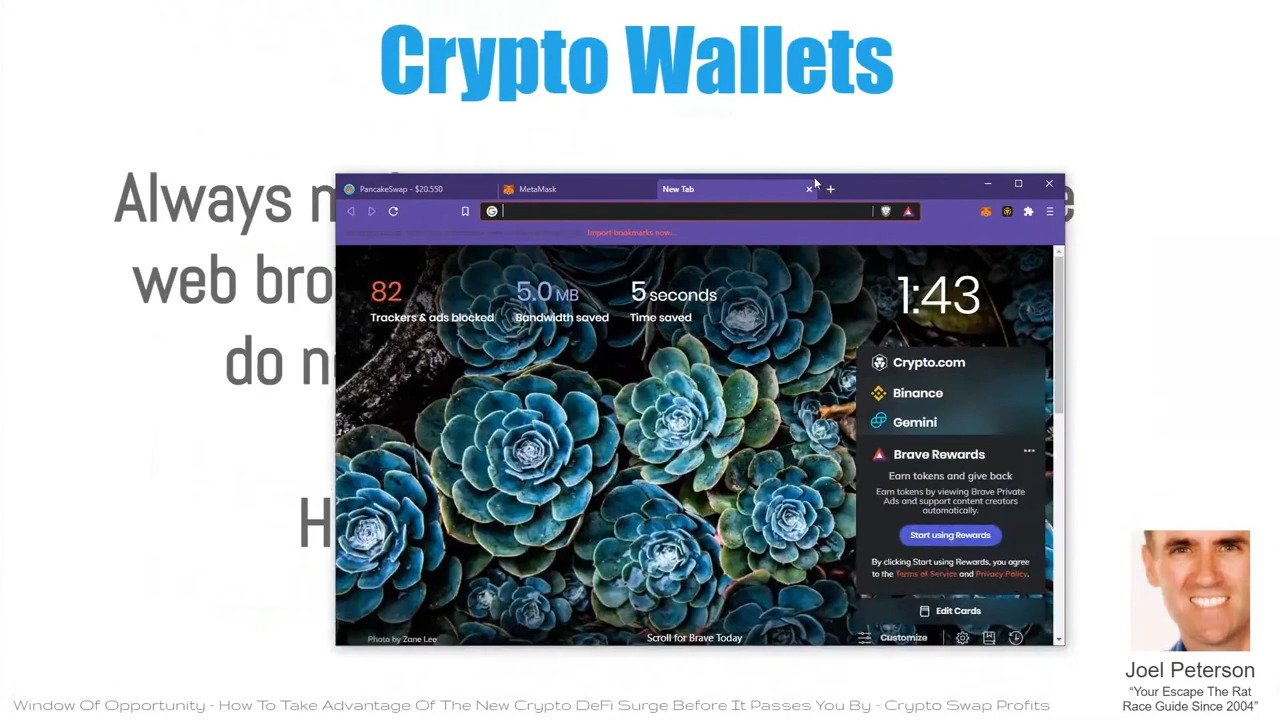 Crypto Wallets
Always
web
do
PancakeSwap - $20.550
MetaMask
New Tab
Import bookmarks now...
82
Trackers & ads blocked
5.0 MB
Bandwidth saved
5 seconds
Time saved
1:43
Crypto.com
Binance
Gemini
Brave Rewards
Earn tokens and give back
Earn tokens by viewing Brave Private
Ads and support content creators
automatically.
Start using Rewards
By clicking Start using Rewards, you agree
to the Terms of Service and Privacy Policy.
Edit Cards
Photo by Zane Lee
Scroll for Brave Today
Customize
Joel Peterson
“Your Escape The Rat
Race Guide Since 2004”
Window Of Opportunity - How To Take Advantage Of The New Crypto DeFi Surge Before It Passes You By - Crypto Swap Profits